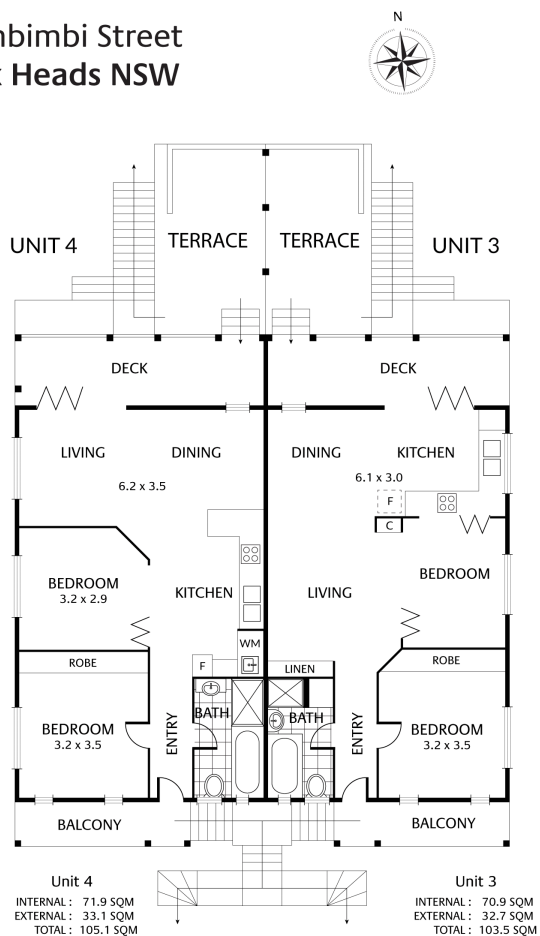 nbimbi Street
Heads NSW
N
UNIT 4
TERRACE
TERRACE
UNIT 3
DECK
DECK
LIVING
DINING
6.2 x 3.5
DINING
KITCHEN
6.1 x 3.0
F
C
BEDROOM
3.2 x 2.9
KITCHEN
LIVING
BEDROOM
WM
ROBE
F
LINEN
ROBE
BATH
BATH
BEDROOM
3.2 x 3.5
ENTRY
ENTRY
BEDROOM
3.2 x 3.5
BALCONY
BALCONY
Unit 4
INTERNAL : 71.9 SQM
EXTERNAL : 33.1 SQM
TOTAL : 105.1 SQM
Unit 3
INTERNAL : 70.9 SQM
EXTERNAL : 32.7 SQM
TOTAL : 103.5 SQM